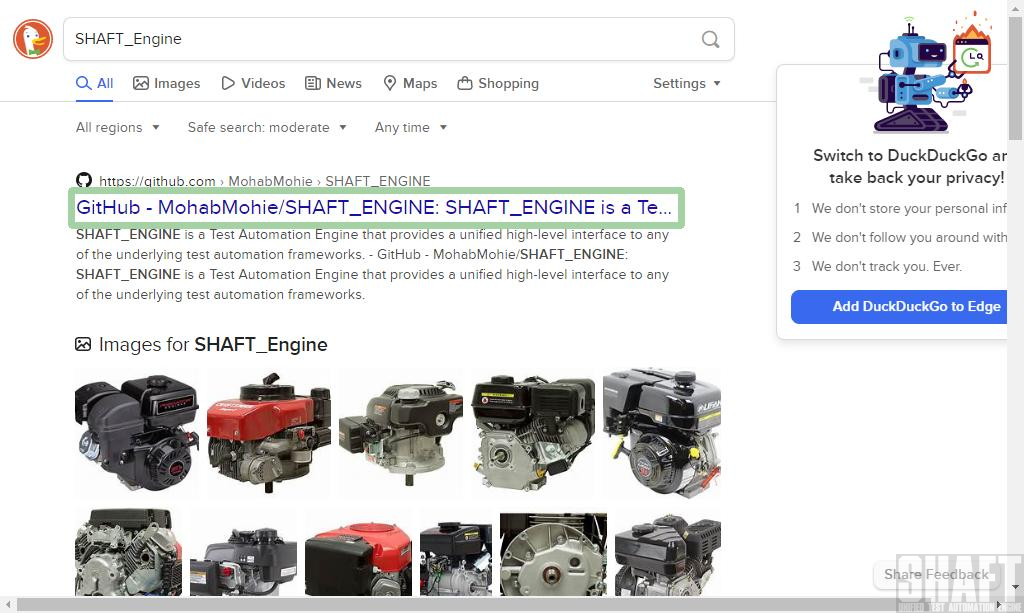 SHAFT_Engine
All Images Videos News Maps Shopping Settings
All regions Safe search: moderate Any time
https://github.com › MohabMohie › SHAFT_ENGINE
GitHub - MohabMohie/SHAFT_ENGINE: SHAFT_ENGINE is a Te...
SHAFT_ENGINE is a Test Automation Engine that provides a unified high-level interface to any
of the underlying test automation frameworks. - GitHub - MohabMohie/SHAFT_ENGINE:
SHAFT_ENGINE is a Test Automation Engine that provides a unified high-level interface to any
of the underlying test automation frameworks.
Images for SHAFT_Engine
Switch to DuckDuckGo an
take back your privacy!
1 We don't store your personal inf
2 We don't follow you around with
3 We don't track you. Ever.
Add DuckDuckGo to Edge
Share Feedback
SHAFT